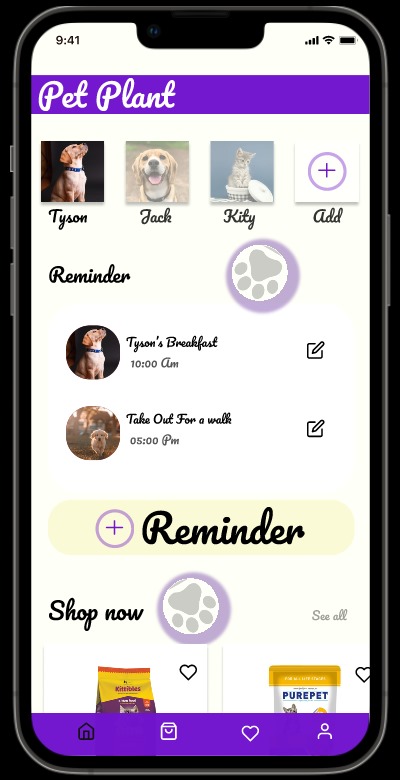 9:41
Pet Plant
Tyson
Jack
Kity
Add
Reminder
Tyson's Breakfast
10:00 Am
Take Out For a walk
05:00 Pm
Reminder
Shop now
See all
Kittibles
PUREPET